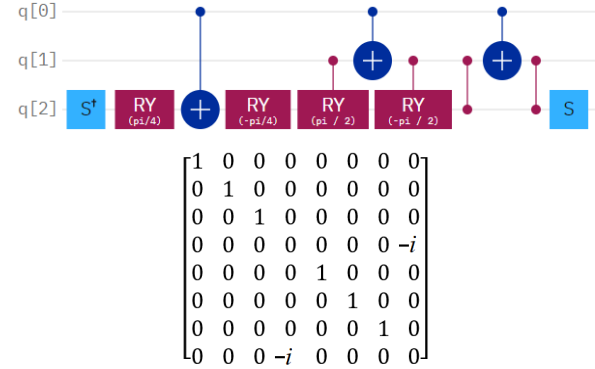 q[0]
q[1]
q[2] S† RY (pi/4) + RY (-pi/4) RY (pi / 2) + RY (-pi / 2) + S
1 0 0 0 0 0 0 0
0 1 0 0 0 0 0 0
0 0 1 0 0 0 0 0
0 0 0 0 0 0 0 -i
0 0 0 0 1 0 0 0
0 0 0 0 0 1 0 0
0 0 0 0 0 0 1 0
0 0 0 -i 0 0 0 0